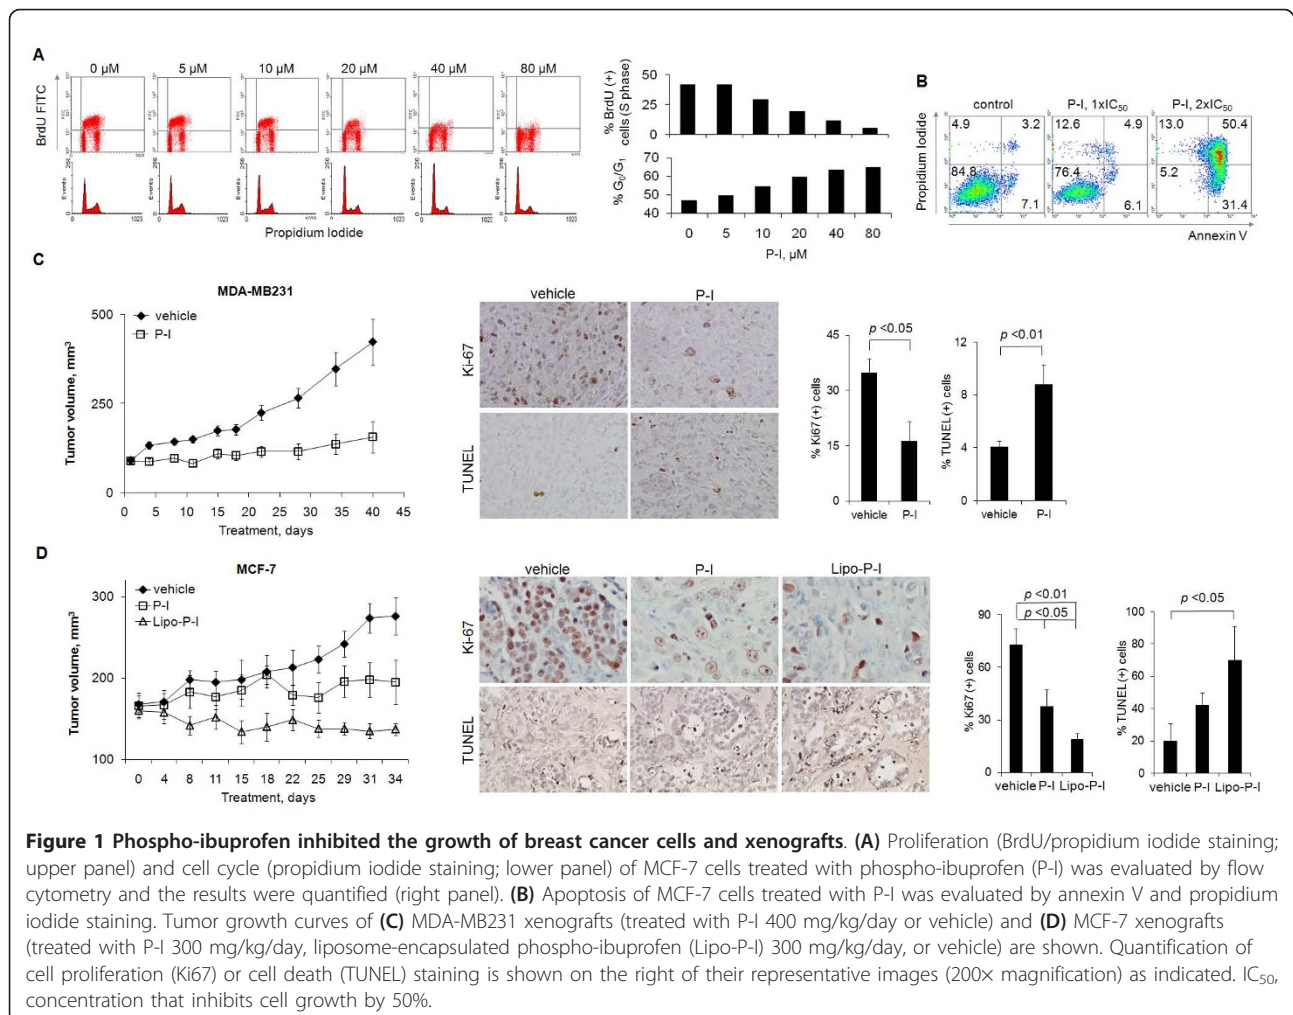 A
0 µM 5 µM 10 µM 20 µM 40 µM 80 µM
BrdU FITC
Events
256
0
1023
Propidium Iodide
% BrdU (+)
cells (S phase)
50
25
0
% G0/G1
70
60
50
40
0 5 10 20 40 80
P-I, µM
B
control P-I, 1xIC50 P-I, 2xIC50
Propidium Iodide
4.9 3.2 12.6 4.9 13.0 50.4
84.8 76.4 5.2
7.1 6.1 31.4
Annexin V
C
MDA-MB231
vehicle
P-I
Tumor volume, mm3
500
250
0
0 5 10 15 20 25 30 35 40 45
Treatment, days
vehicle P-I
Ki-67
TUNEL
% Ki67 (+) cells
45
30
15
0
p <0.05
vehicle P-I
% TUNEL (+) cells
12
8
4
0
p <0.01
vehicle P-I
D
MCF-7
vehicle
P-I
Lipo-P-I
Tumor volume, mm3
300
200
100
0 4 8 11 15 18 22 25 29 31 34
Treatment, days
vehicle P-I Lipo-P-I
Ki-67
TUNEL
% Ki67 (+) cells
90
60
30
0
p <0.01
p <0.05
vehicle P-I Lipo-P-I
% TUNEL (+) cells
100
80
60
40
20
0
p <0.05
vehicle P-I Lipo-P-I
Figure 1 Phospho-ibuprofen inhibited the growth of breast cancer cells and xenografts. (A) Proliferation (BrdU/propidium iodide staining;
upper panel) and cell cycle (propidium iodide staining; lower panel) of MCF-7 cells treated with phospho-ibuprofen (P-I) was evaluated by flow
cytometry and the results were quantified (right panel). (B) Apoptosis of MCF-7 cells treated with P-I was evaluated by annexin V and propidium
iodide staining. Tumor growth curves of (C) MDA-MB231 xenografts (treated with P-I 400 mg/kg/day or vehicle) and (D) MCF-7 xenografts
(treated with P-I 300 mg/kg/day, liposome-encapsulated phospho-ibuprofen (Lipo-P-I) 300 mg/kg/day, or vehicle) are shown. Quantification of
cell proliferation (Ki67) or cell death (TUNEL) staining is shown on the right of their representative images (200× magnification) as indicated. IC50,
concentration that inhibits cell growth by 50%.